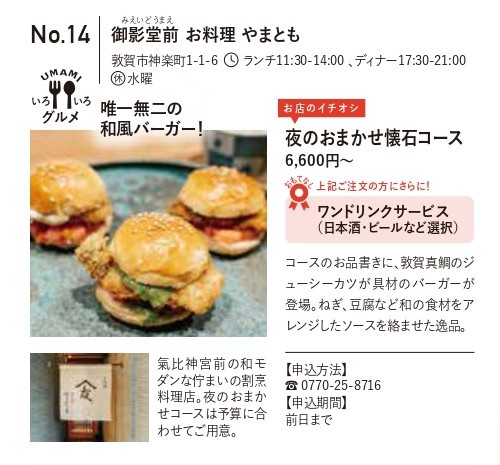 No.14
みえいどうまえ
御影堂前 お料理 やまとも
敦賀市神楽町1-1-6 ランチ11:30-14:00 、ディナー17:30-21:00
休 水曜
UMAMI
いろいろ
グルメ
唯一無二の
和風バーガー!
お店のイチオシ
夜のおまかせ懐石コース
6,600円〜
おもてなし
上記ご注文の方にさらに!
ワンドリンクサービス
（日本酒・ビールなど選択）
コースのお品書きに、敦賀真鯛のジ
ューシーカツが具材のバーガーが
登場。ねぎ、豆腐など和の食材をア
レンジしたソースを絡ませた逸品。
氣比神宮前の和モ
ダンな佇まいの割烹
料理店。夜のおまか
せコースは予算に合
わせてご用意。
【申込方法】
☎0770-25-8716
【申込期間】
前日まで